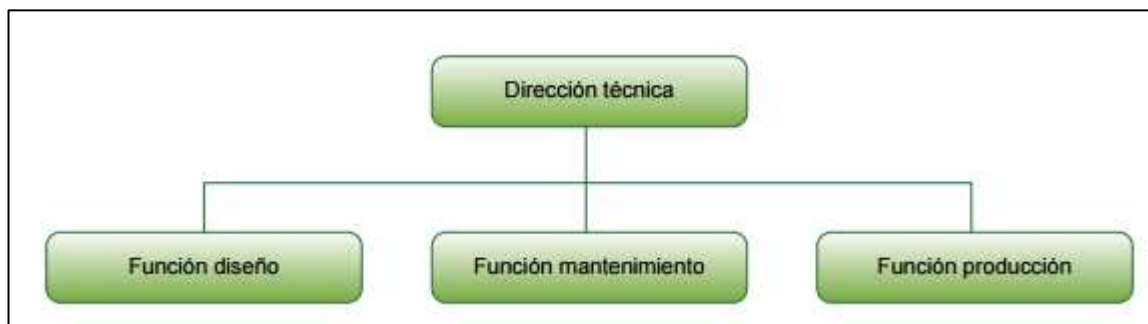 Dirección técnica
Función diseño
Función mantenimiento
Función producción